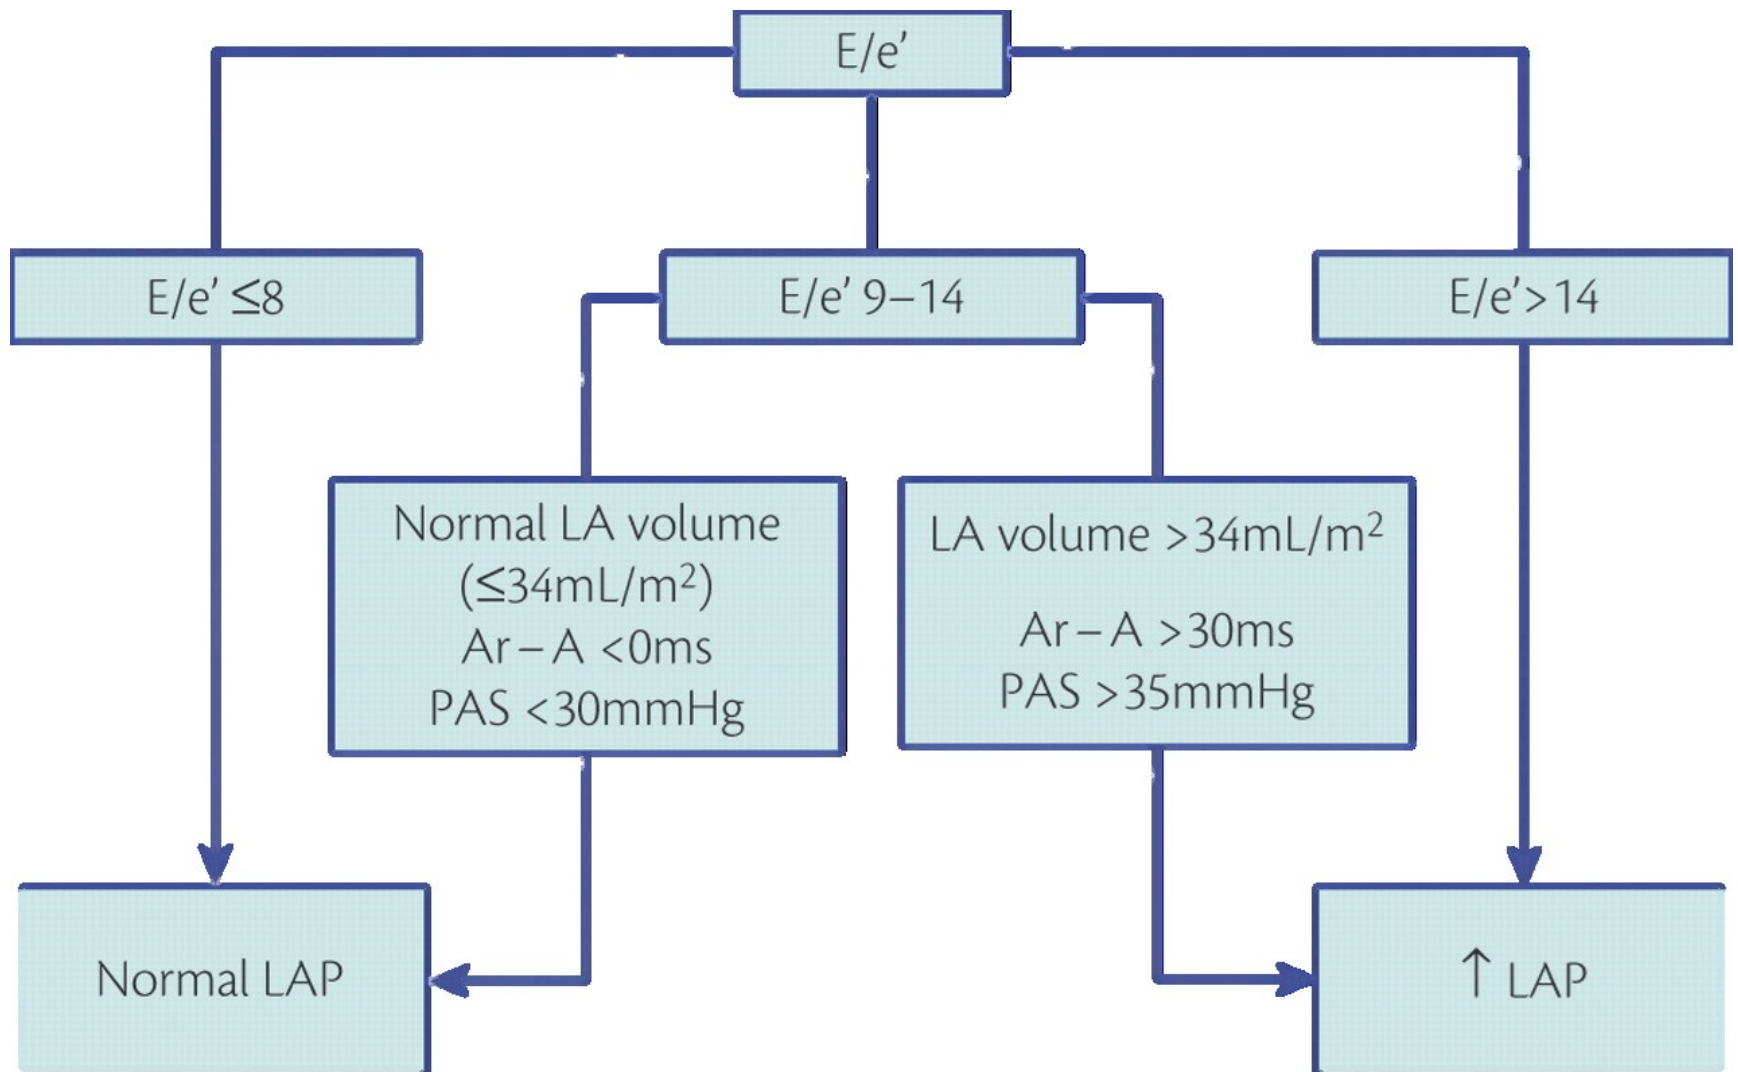 E/e’
E/e’ ≤8
E/e’ 9–14
E/e’>14
Normal LA volume
(≤34mL/m²)
Ar – A <0ms
PAS <30mmHg
LA volume >34mL/m²
Ar – A >30ms
PAS >35mmHg
Normal LAP
↑ LAP